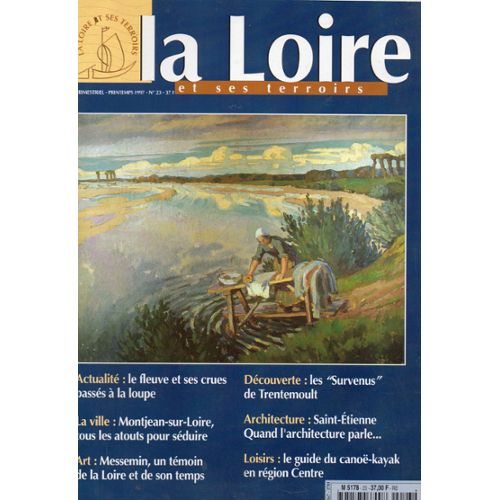 LA LOIRE ET SES TERROIRS
la Loire
et ses terroirs
TRIMESTRIEL - PRINTEMPS 1997 - N° 23 - 37 F
Actualité : le fleuve et ses crues
passés à la loupe
La ville : Montjean-sur-Loire,
tous les atouts pour séduire
Art : Messemin, un témoin
de la Loire et de son temps
Découverte : les "Survenus"
de Trentemoult
Architecture : Saint-Étienne
Quand l'architecture parle...
Loisirs : le guide du canoë-kayak
en région Centre
M 5178 - 23 - 37,00 F - RD